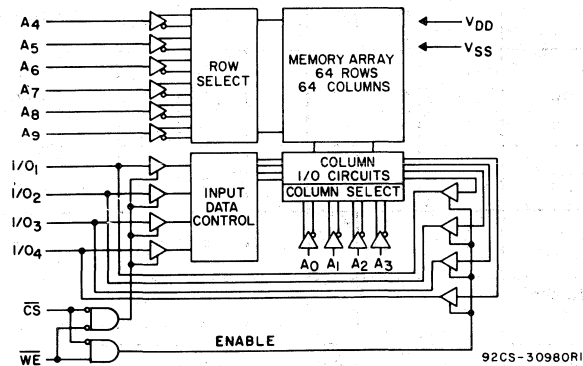 A4
A5
A6
A7
A8
A9
ROW
SELECT
MEMORY ARRAY
64 ROWS
64 COLUMNS
VDD
VSS
I/O1
I/O2
I/O3
I/O4
INPUT
DATA
CONTROL
COLUMN
I/O CIRCUITS
COLUMN SELECT
A0 A1 A2 A3
CS
WE
ENABLE
92CS-30980R1